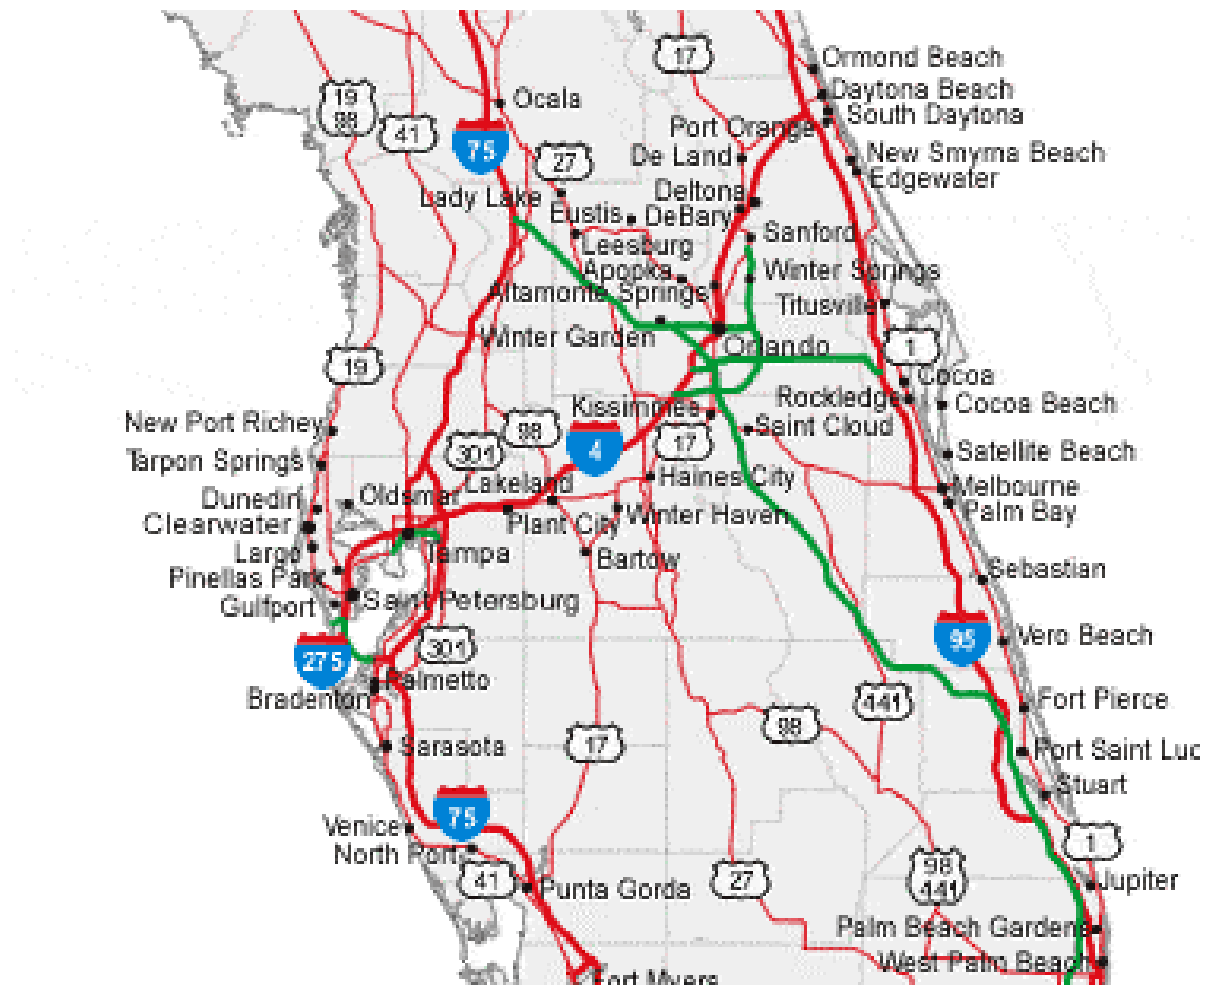 Ormond Beach
17
Daytona Beach
19
98
Ocala
South Daytona
41
Port Orange
75
27
De Land
New Smyrna Beach
Edgewater
Lady Lake
Deltona
Eustis
DeBary
Sanford
Leesburg
Apopka
Winter Springs
Altamonte Springs
Titusville
Winter Garden
Orlando
1
19
Cocoa
Kissimmee
Rockledge
Cocoa Beach
New Port Richey
98
Saint Cloud
17
301
4
Satellite Beach
Tarpon Springs
Haines City
Lakeland
Melbourne
Dunedin
Oldsmar
Palm Bay
Clearwater
Plant City
Winter Haven
Largo
Tampa
Bartow
Pinellas Park
Sebastian
Gulfport
Saint Petersburg
95
Vero Beach
301
275
Palmetto
Bradenton
441
Fort Pierce
98
Sarasota
17
Port Saint Luc
Stuart
75
Venice
North Port
1
41
Punta Gorda
27
98
441
Jupiter
Palm Beach Gardens
West Palm Beach
Fort Myers